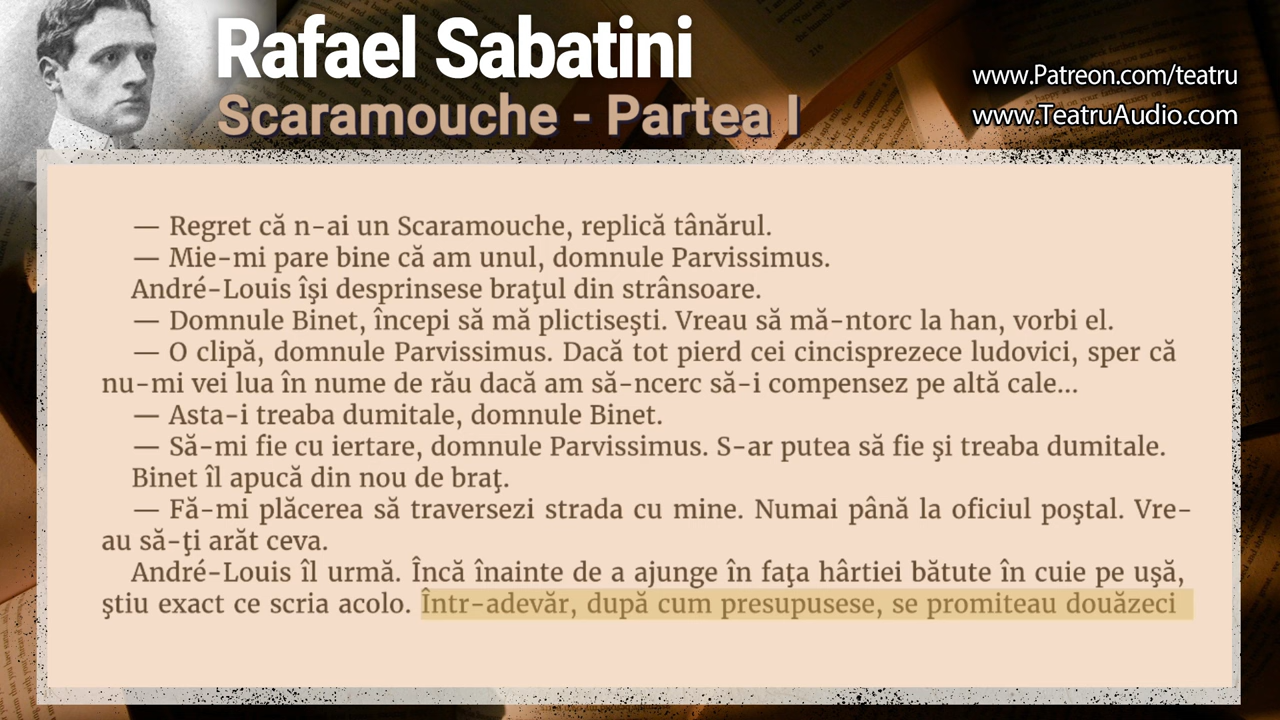 Rafael Sabatini
Scaramouche - Partea I
www.Patreon.com/teatru
www.TeatruAudio.com
— Regret că n-ai un Scaramouche, replică tânărul.
— Mie-mi pare bine că am unul, domnule Parvissimus.
André-Louis îşi desprinsese braţul din strânsoare.
— Domnule Binet, începi să mă plictiseşti. Vreau să mă-ntorc la han, vorbi el.
— O clipă, domnule Parvissimus. Dacă tot pierd cei cincisprezece ludovici, sper că
nu-mi vei lua în nume de rău dacă am să-ncerc să-i compensez pe altă cale...
— Asta-i treaba dumitale, domnule Binet.
— Să-mi fie cu iertare, domnule Parvissimus. S-ar putea să fie şi treaba dumitale.
Binet îl apucă din nou de braţ.
— Fă-mi plăcerea să traversezi strada cu mine. Numai până la oficiul poştal. Vre-
au să-ţi arăt ceva.
André-Louis îl urmă. Încă înainte de a ajunge în faţa hârtiei bătute în cuie pe uşă,
ştiu exact ce scria acolo. Într-adevăr, după cum presupusese, se promiteau douăzeci